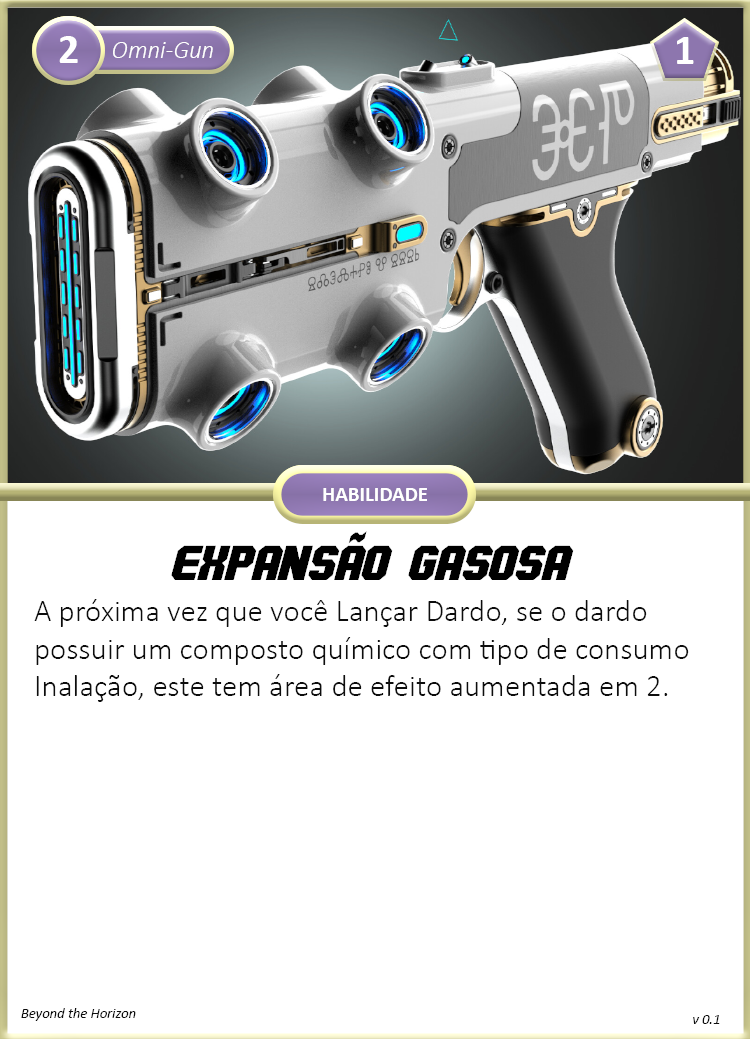 2 Omni-Gun
1
HABILIDADE
EXPANSÃO GASOSA
A próxima vez que você Lançar Dardo, se o dardo
possuir um composto químico com tipo de consumo
Inalação, este tem área de efeito aumentada em 2.
Beyond the Horizon
v 0.1